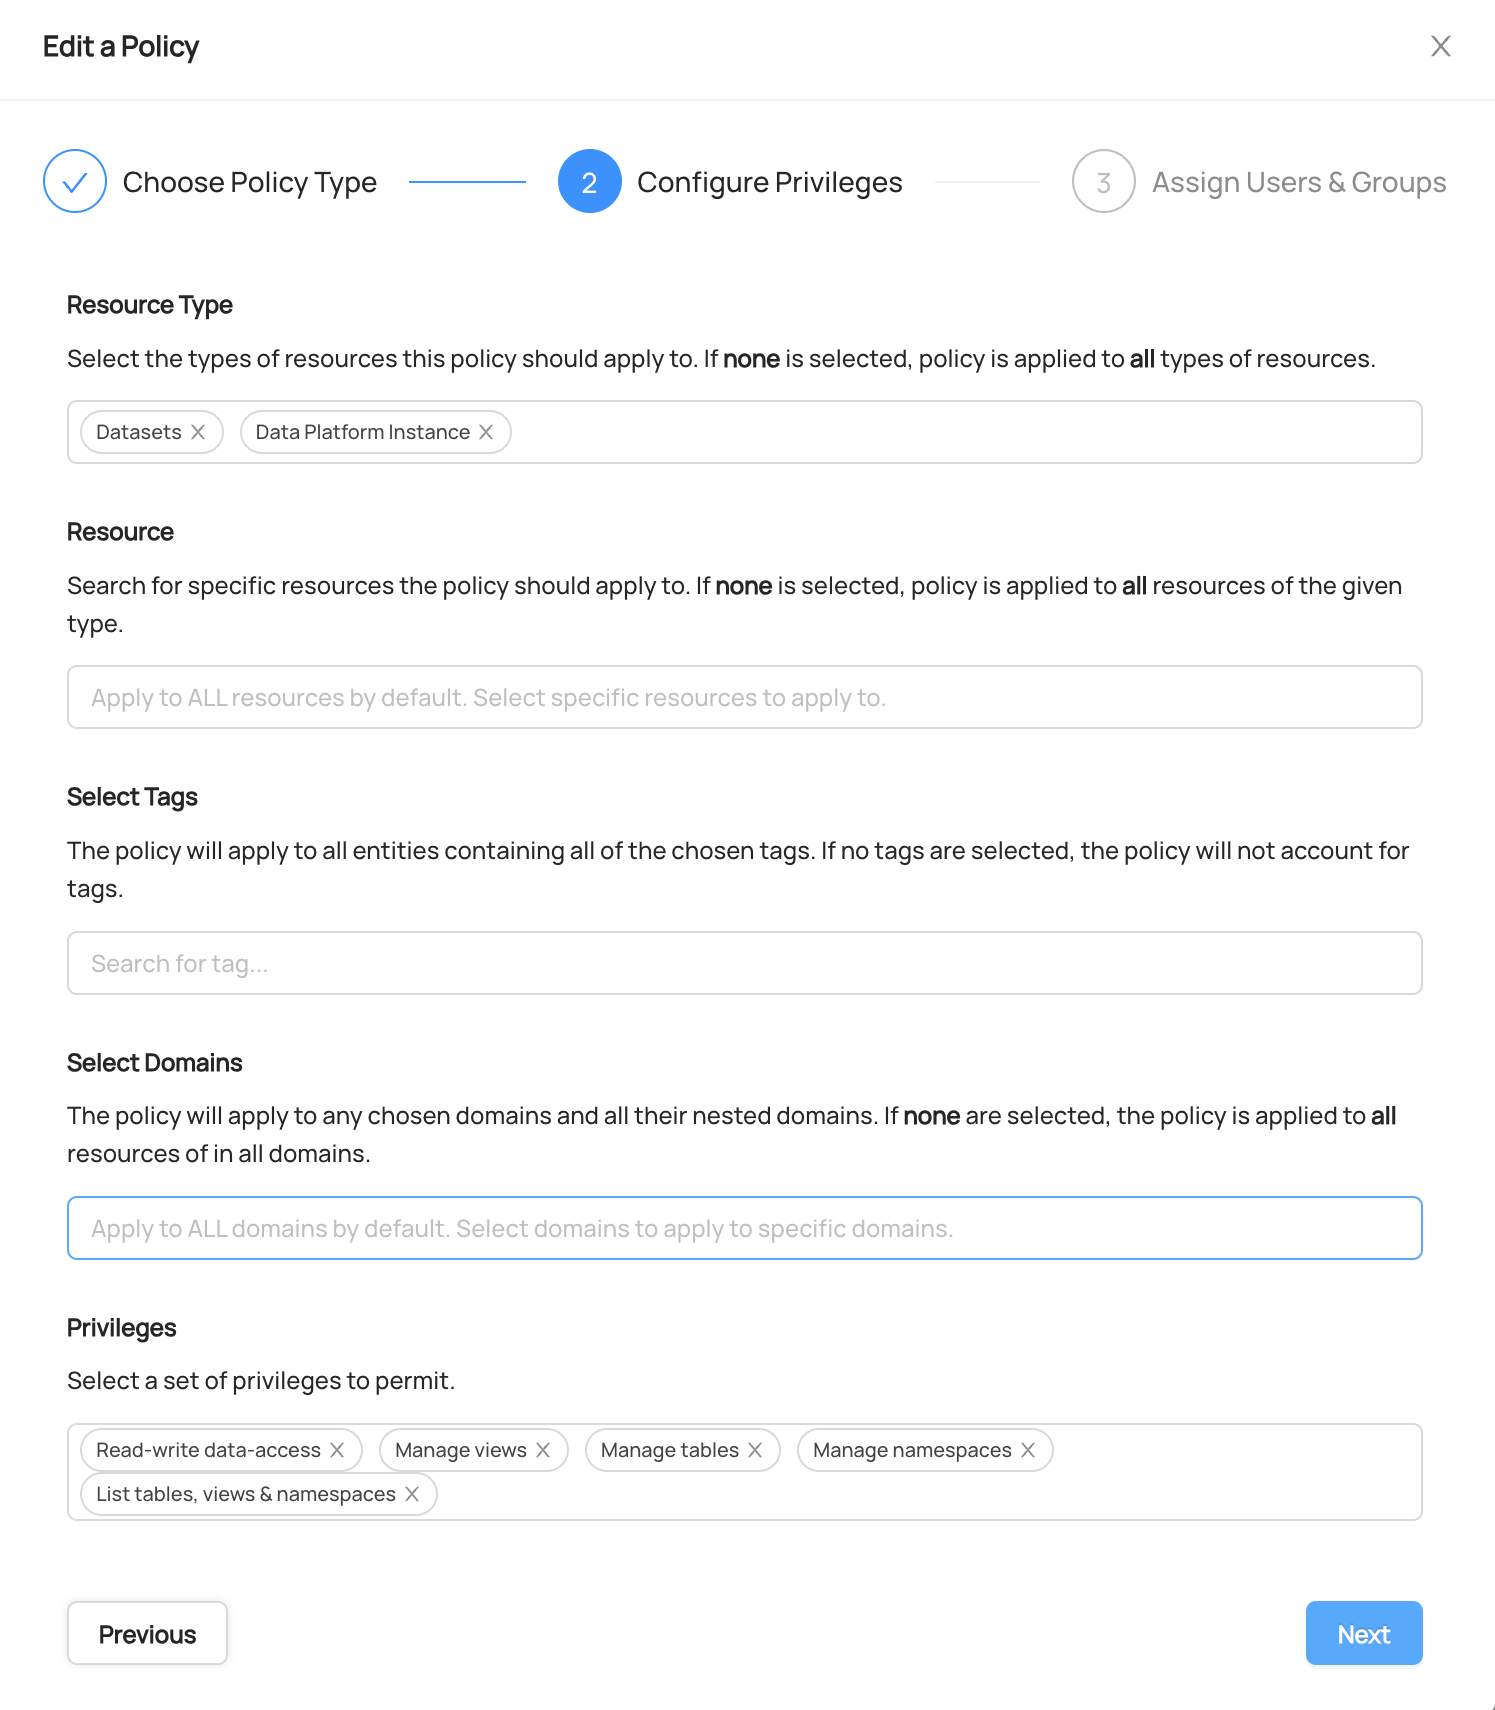 Edit a Policy
Choose Policy Type
2
Configure Privileges
3
Assign Users & Groups
Resource Type
Select the types of resources this policy should apply to. If none is selected, policy is applied to all types of resources.
Datasets
Data Platform Instance
Resource
Search for specific resources the policy should apply to. If none is selected, policy is applied to all resources of the given
type.
Apply to ALL resources by default. Select specific resources to apply to.
Select Tags
The policy will apply to all entities containing all of the chosen tags. If no tags are selected, the policy will not account for
tags.
Search for tag...
Select Domains
The policy will apply to any chosen domains and all their nested domains. If none are selected, the policy is applied to all
resources of in all domains.
Apply to ALL domains by default. Select domains to apply to specific domains.
Privileges
Select a set of privileges to permit.
Read-write data-access
Manage views
Manage tables
Manage namespaces
List tables, views & namespaces
Previous
Next